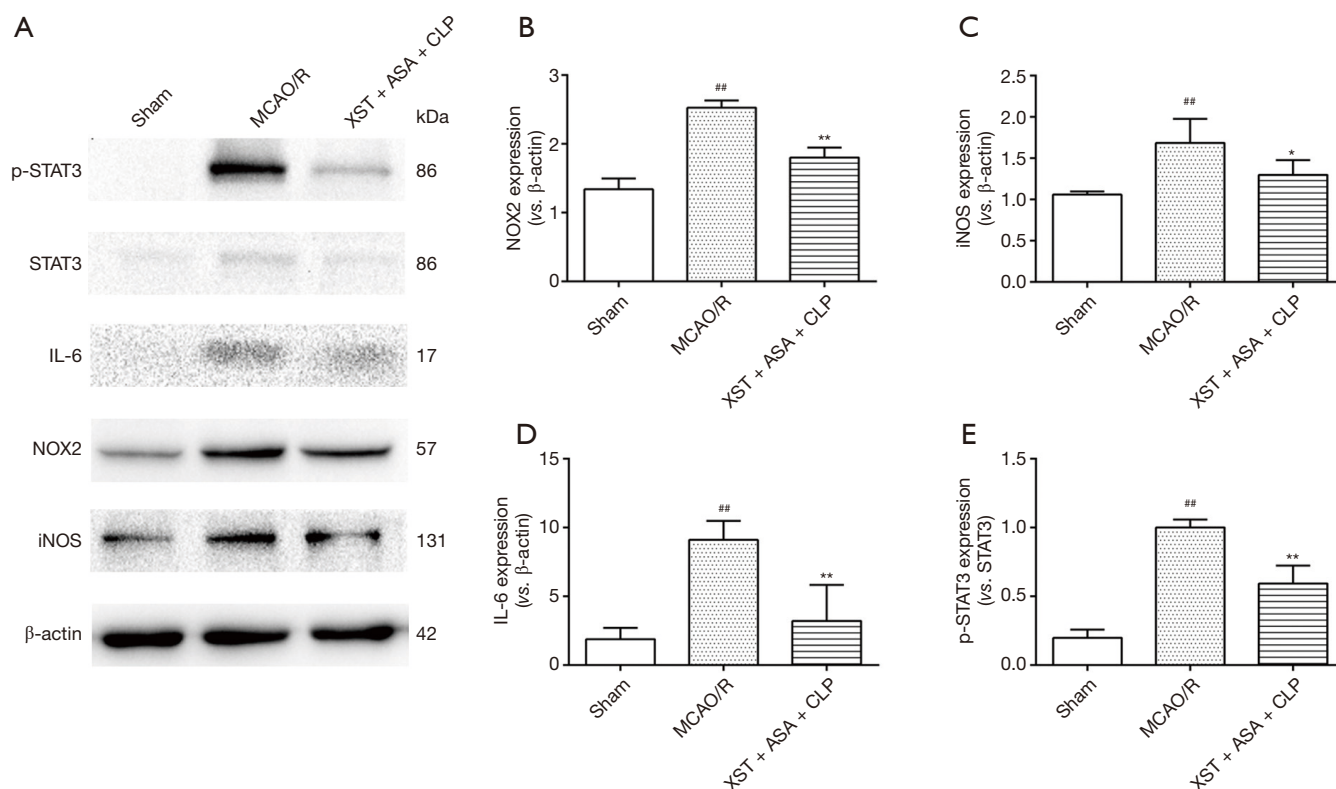 A
Sham
MCAO/R
XST + ASA + CLP
kDa
p-STAT3
86
STAT3
86
IL-6
17
NOX2
57
iNOS
131
β-actin
42
B
NOX2 expression
(vs. β-actin)
3
2
1
0
##
**
Sham
MCAO/R
XST + ASA + CLP
C
iNOS expression
(vs. β-actin)
2.5
2.0
1.5
1.0
0.5
0.0
##
*
Sham
MCAO/R
XST + ASA + CLP
D
IL-6 expression
(vs. β-actin)
15
10
5
0
##
**
Sham
MCAO/R
XST + ASA + CLP
E
p-STAT3 expression
(vs. STAT3)
1.5
1.0
0.5
0.0
##
**
Sham
MCAO/R
XST + ASA + CLP